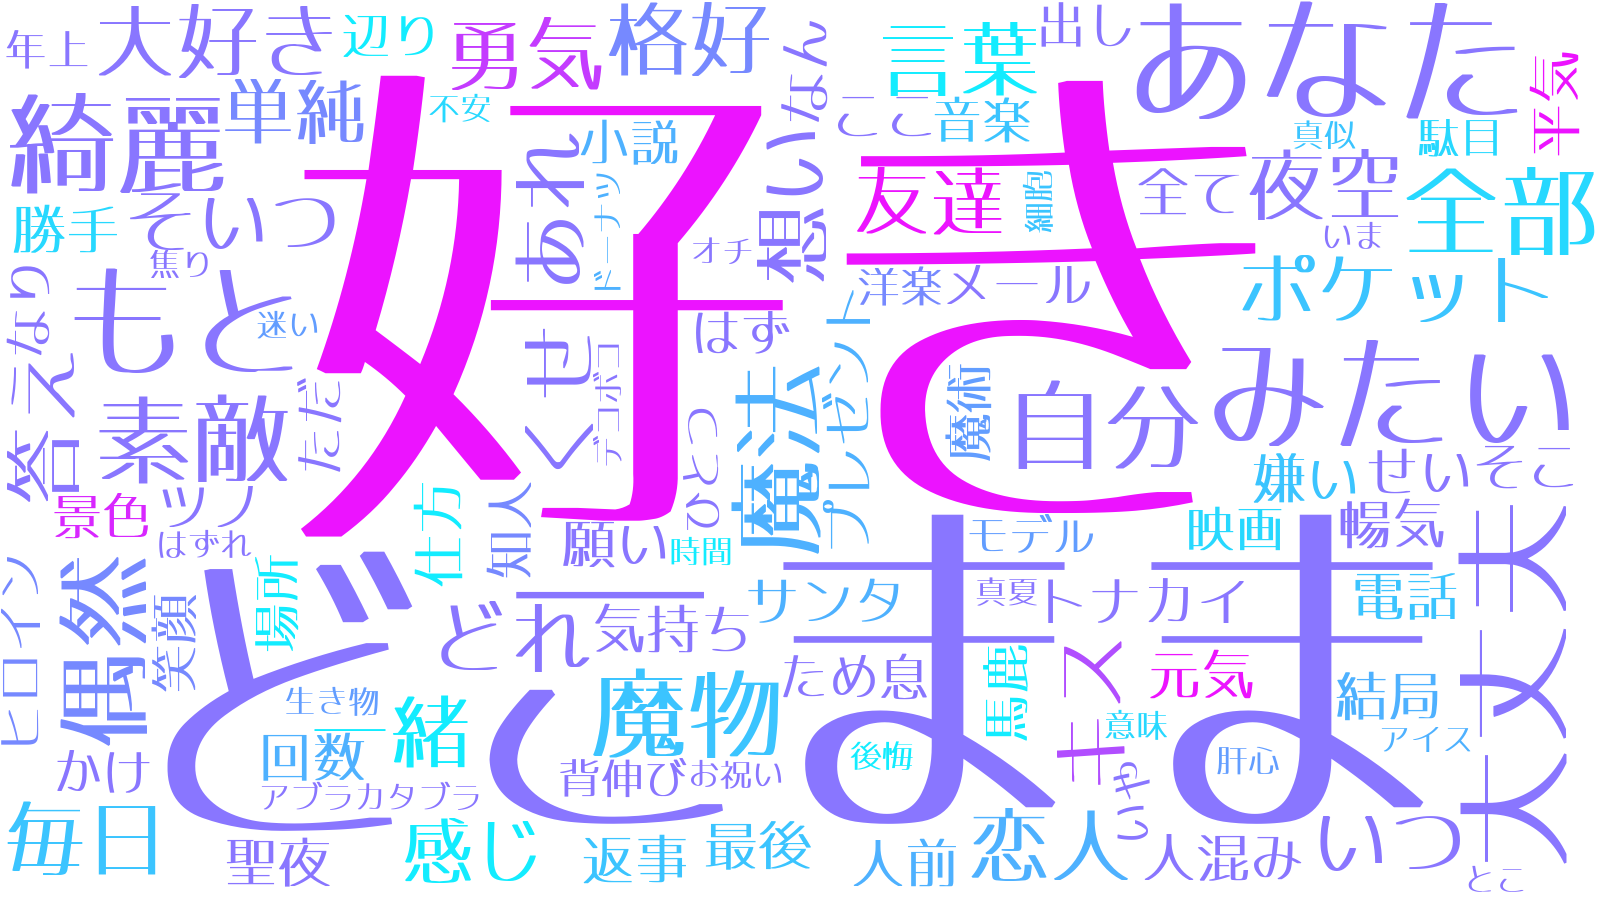 年上
大好き
辺り
勇気
格好
なん
言葉
出し
あなた
平気
綺麗
単純
不安
好き
小説
想い
ここ
音楽
真似
駄目
勝手
そいつ
焦り
あれ
ドーナツ
オチ
友達
細胞
全て
夜空
全部
いま
もと
迷い
洋楽
メール
ポケット
なり
答え
はず
くせ
デコボコ
ただ
素敵
魔法
プレゼント
魔術
自分
みたい
景色
ツノ
はずれ
仕方
知人
願い
ひとつ
時間
嫌い
せい
そこ
モデル
映画
暢気
大丈夫
ヒロイン
偶然
笑顔
場所
どこ
どれ
気持ち
サンタ
まま
真夏
トナカイ
電話
ため息
馬鹿
キス
元気
結局
生き物
一緒
魔物
意味
アイス
かけ
回数
アブラカタブラ
背伸び
お祝い
後悔
肝心
せい
毎日
聖夜
感じ
返事
最後
人前
恋人
人混み
いつ
とこ